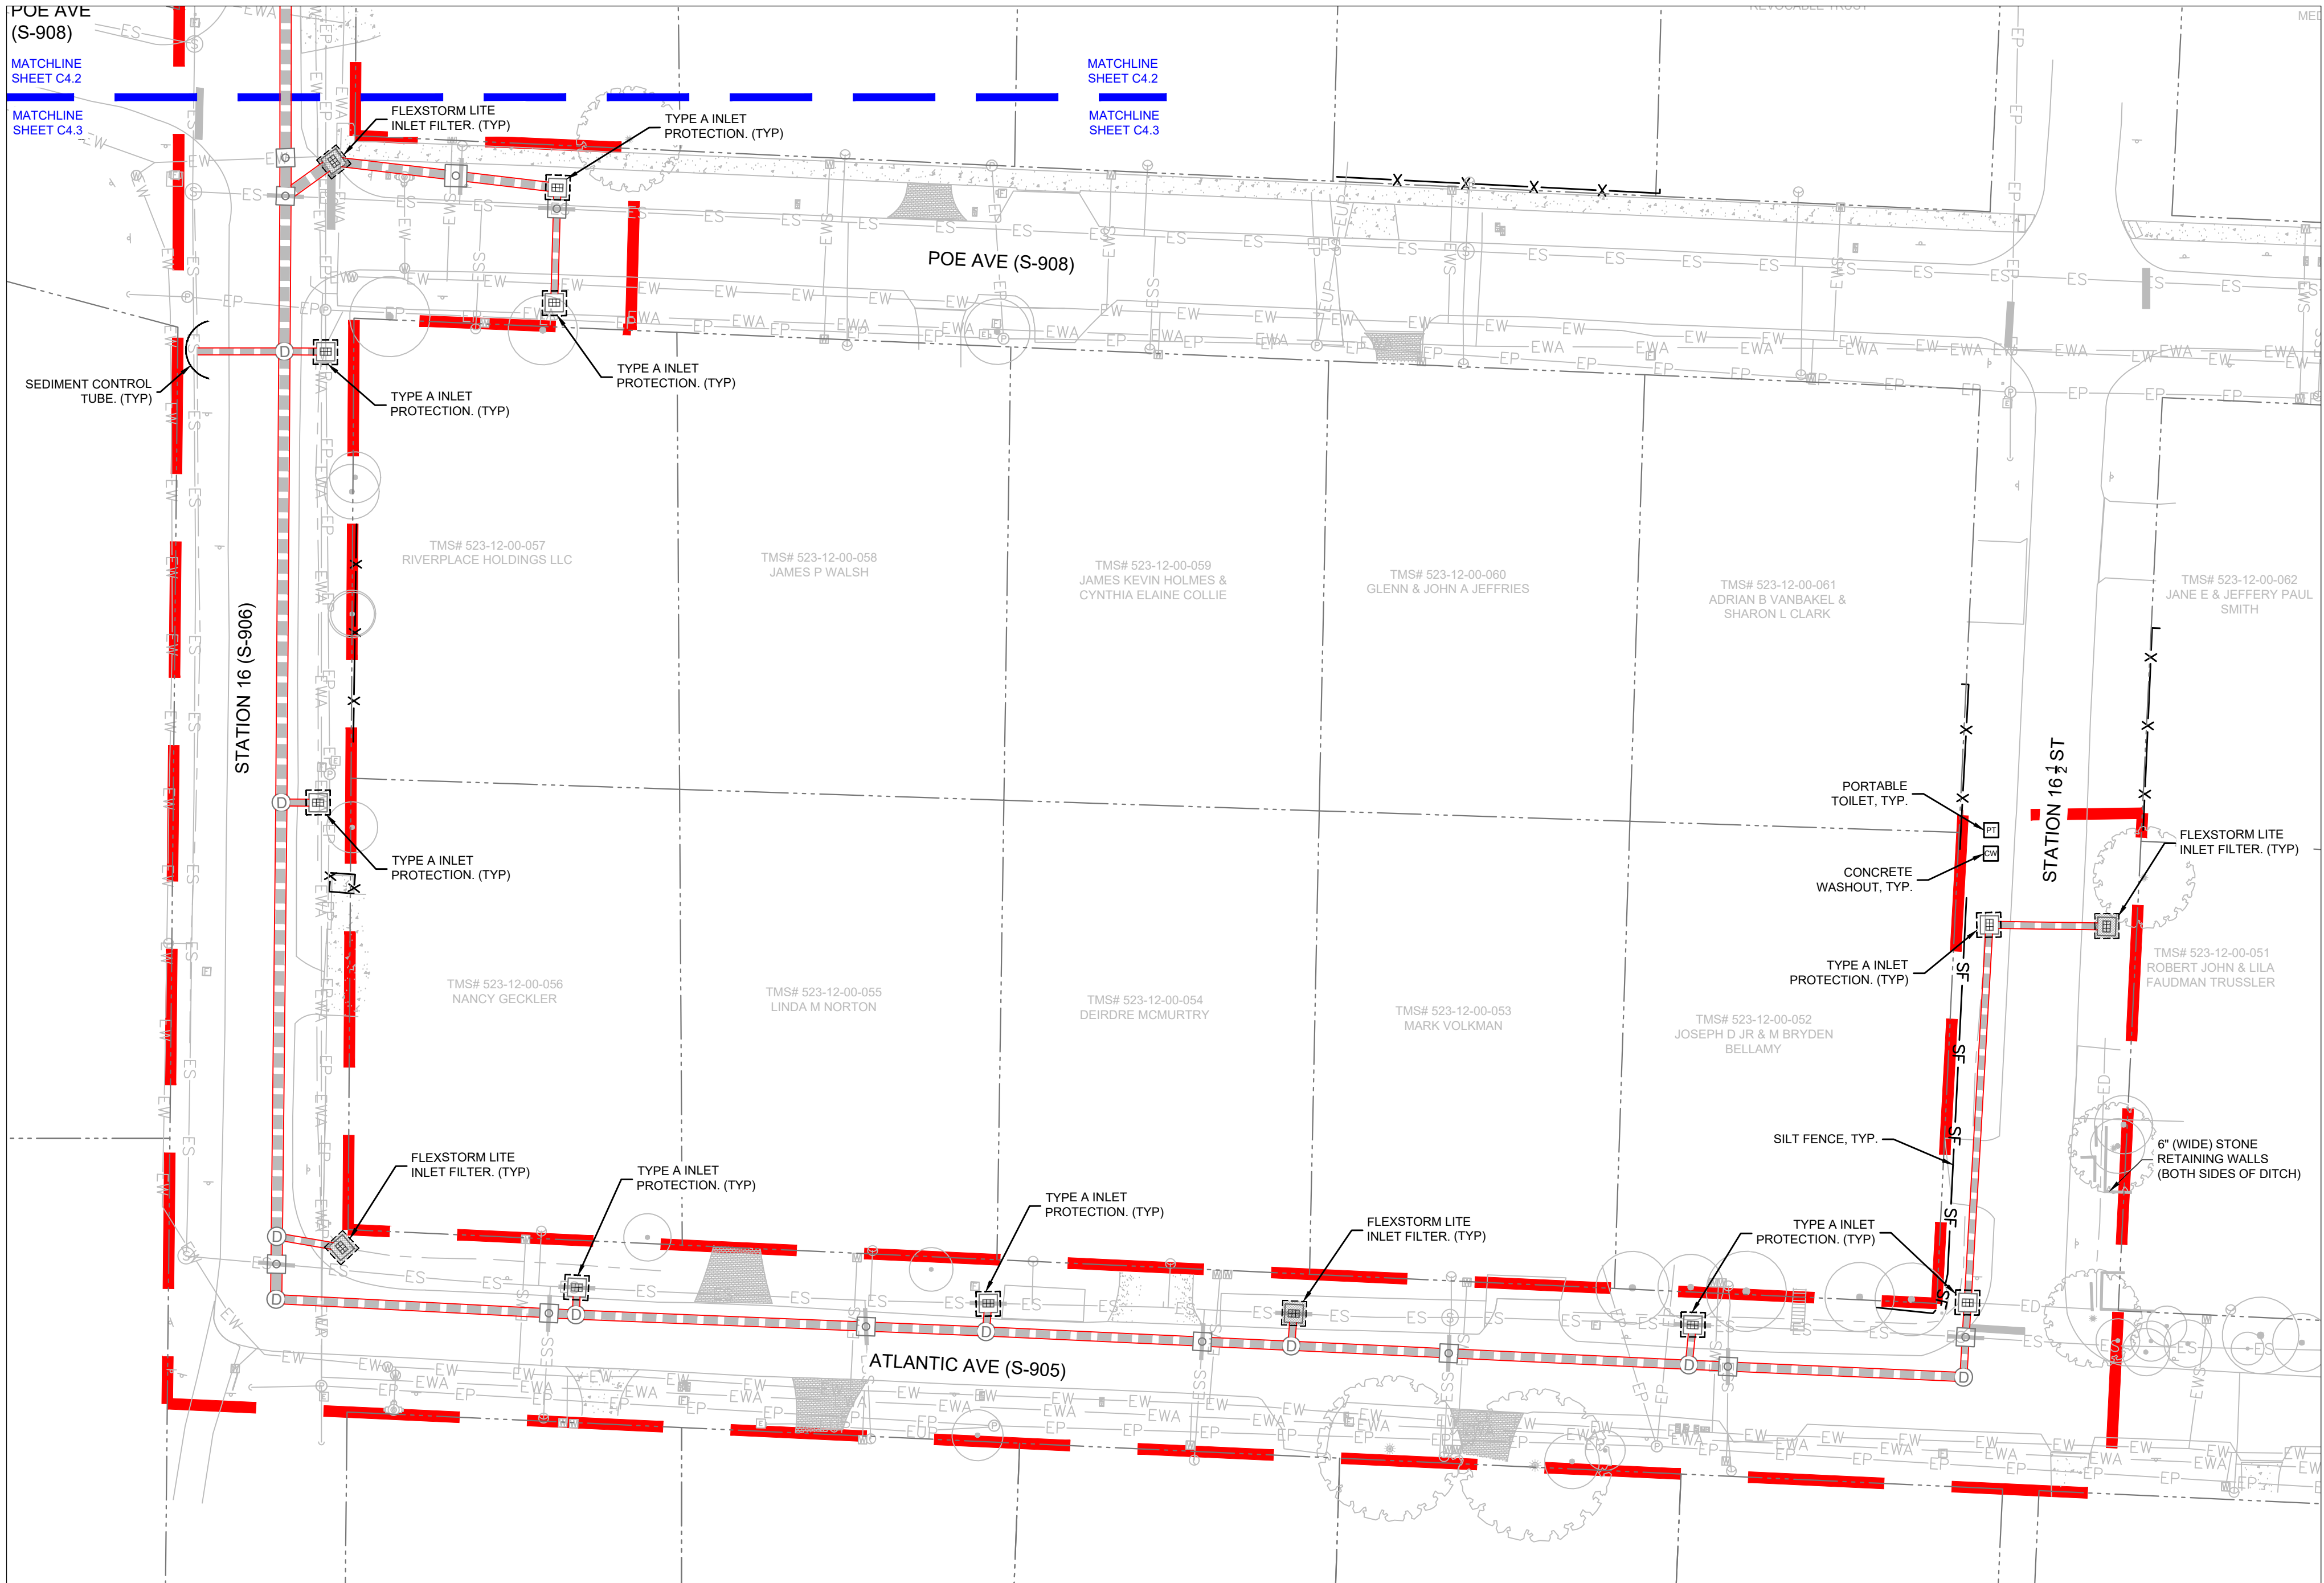 POE AVE
(S-908)
MATCHLINE
SHEET C4.2
MATCHLINE
SHEET C4.3
MATCHLINE
SHEET C4.2
MATCHLINE
SHEET C4.3
REVOCABLE TRUST
FLEXSTORM LITE
INLET FILTER. (TYP)
TYPE A INLET
PROTECTION. (TYP)
POE AVE (S-908)
SEDIMENT CONTROL
TUBE. (TYP)
TYPE A INLET
PROTECTION. (TYP)
TYPE A INLET
PROTECTION. (TYP)
TMS# 523-12-00-057
RIVERPLACE HOLDINGS LLC
TMS# 523-12-00-058
JAMES P WALSH
TMS# 523-12-00-059
JAMES KEVIN HOLMES &
CYNTHIA ELAINE COLLIE
TMS# 523-12-00-060
GLENN & JOHN A JEFFRIES
TMS# 523-12-00-061
ADRIAN B VANBAKEL &
SHARON L CLARK
TMS# 523-12-00-062
JANE E & JEFFERY PAUL
SMITH
STATION 16 (S-906)
STATION 16 1/2 ST
PORTABLE
TOILET, TYP.
PT
CW
CONCRETE
WASHOUT, TYP.
FLEXSTORM LITE
INLET FILTER. (TYP)
TYPE A INLET
PROTECTION. (TYP)
TYPE A INLET
PROTECTION. (TYP)
TMS# 523-12-00-056
NANCY GECKLER
TMS# 523-12-00-055
LINDA M NORTON
TMS# 523-12-00-054
DEIRDRE MCMURTRY
TMS# 523-12-00-053
MARK VOLKMAN
TMS# 523-12-00-052
JOSEPH D JR & M BRYDEN
BELLAMY
TMS# 523-12-00-051
ROBERT JOHN & LILA
FAUDMAN TRUSSLER
SILT FENCE, TYP.
6" (WIDE) STONE
RETAINING WALLS
(BOTH SIDES OF DITCH)
FLEXSTORM LITE
INLET FILTER. (TYP)
TYPE A INLET
PROTECTION. (TYP)
TYPE A INLET
PROTECTION. (TYP)
FLEXSTORM LITE
INLET FILTER. (TYP)
TYPE A INLET
PROTECTION. (TYP)
ATLANTIC AVE (S-905)